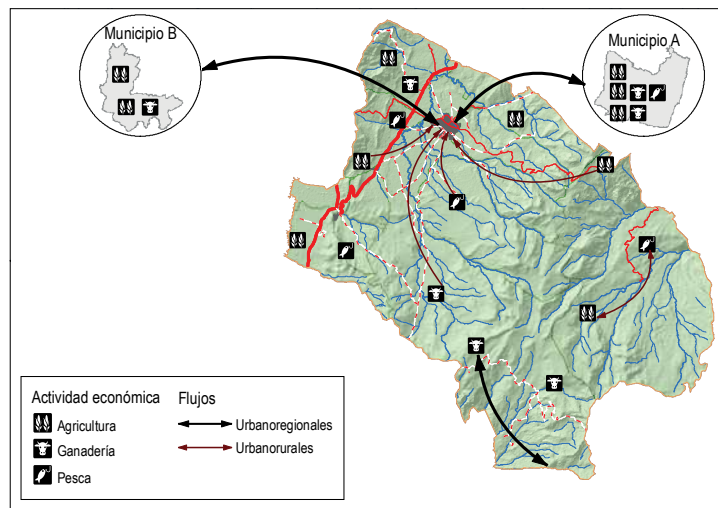 Municipio B
Municipio A
Actividad económica
Flujos
Agricultura
Urbanoregionales
Ganadería
Urbanorurales
Pesca